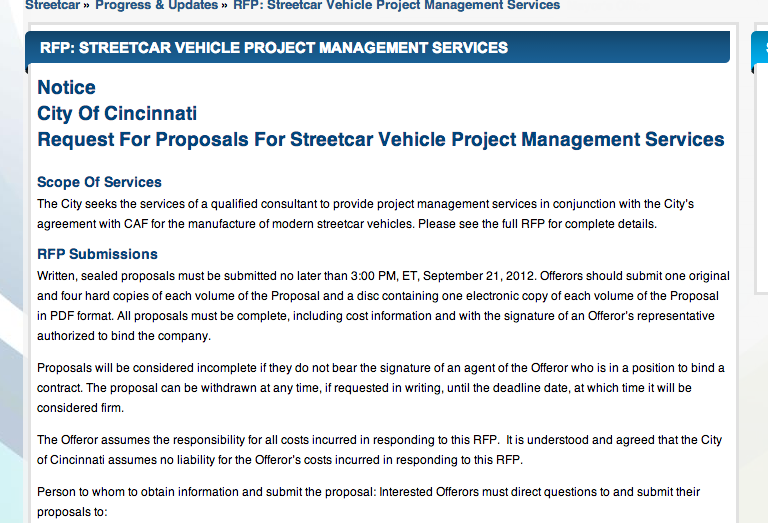 Streetcar » Progress & Updates » RFP: Streetcar Vehicle Project Management Services
RFP: STREETCAR VEHICLE PROJECT MANAGEMENT SERVICES
Notice
City Of Cincinnati
Request For Proposals For Streetcar Vehicle Project Management Services
Scope Of Services
The City seeks the services of a qualified consultant to provide project management services in conjunction with the City's
agreement with CAF for the manufacture of modern streetcar vehicles. Please see the full RFP for complete details.
RFP Submissions
Written, sealed proposals must be submitted no later than 3:00 PM, ET, September 21, 2012. Offerors should submit one original
and four hard copies of each volume of the Proposal and a disc containing one electronic copy of each volume of the Proposal
in PDF format. All proposals must be complete, including cost information and with the signature of an Offeror's representative
authorized to bind the company.
Proposals will be considered incomplete if they do not bear the signature of an agent of the Offeror who is in a position to bind a
contract. The proposal can be withdrawn at any time, if requested in writing, until the deadline date, at which time it will be
considered firm.
The Offeror assumes the responsibility for all costs incurred in responding to this RFP.  It is understood and agreed that the City
of Cincinnati assumes no liability for the Offeror's costs incurred in responding to this RFP.
Person to whom to obtain information and submit the proposal: Interested Offerors must direct questions to and submit their
proposals to: